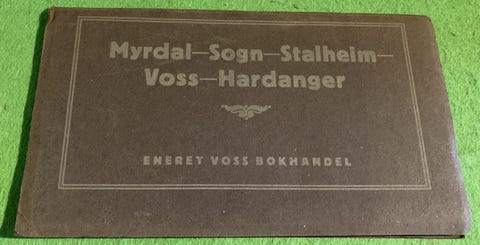 Myrdal—Sogn—Stalheim—
Voss—Hardanger
ENERET VOSS BOKHANDEL